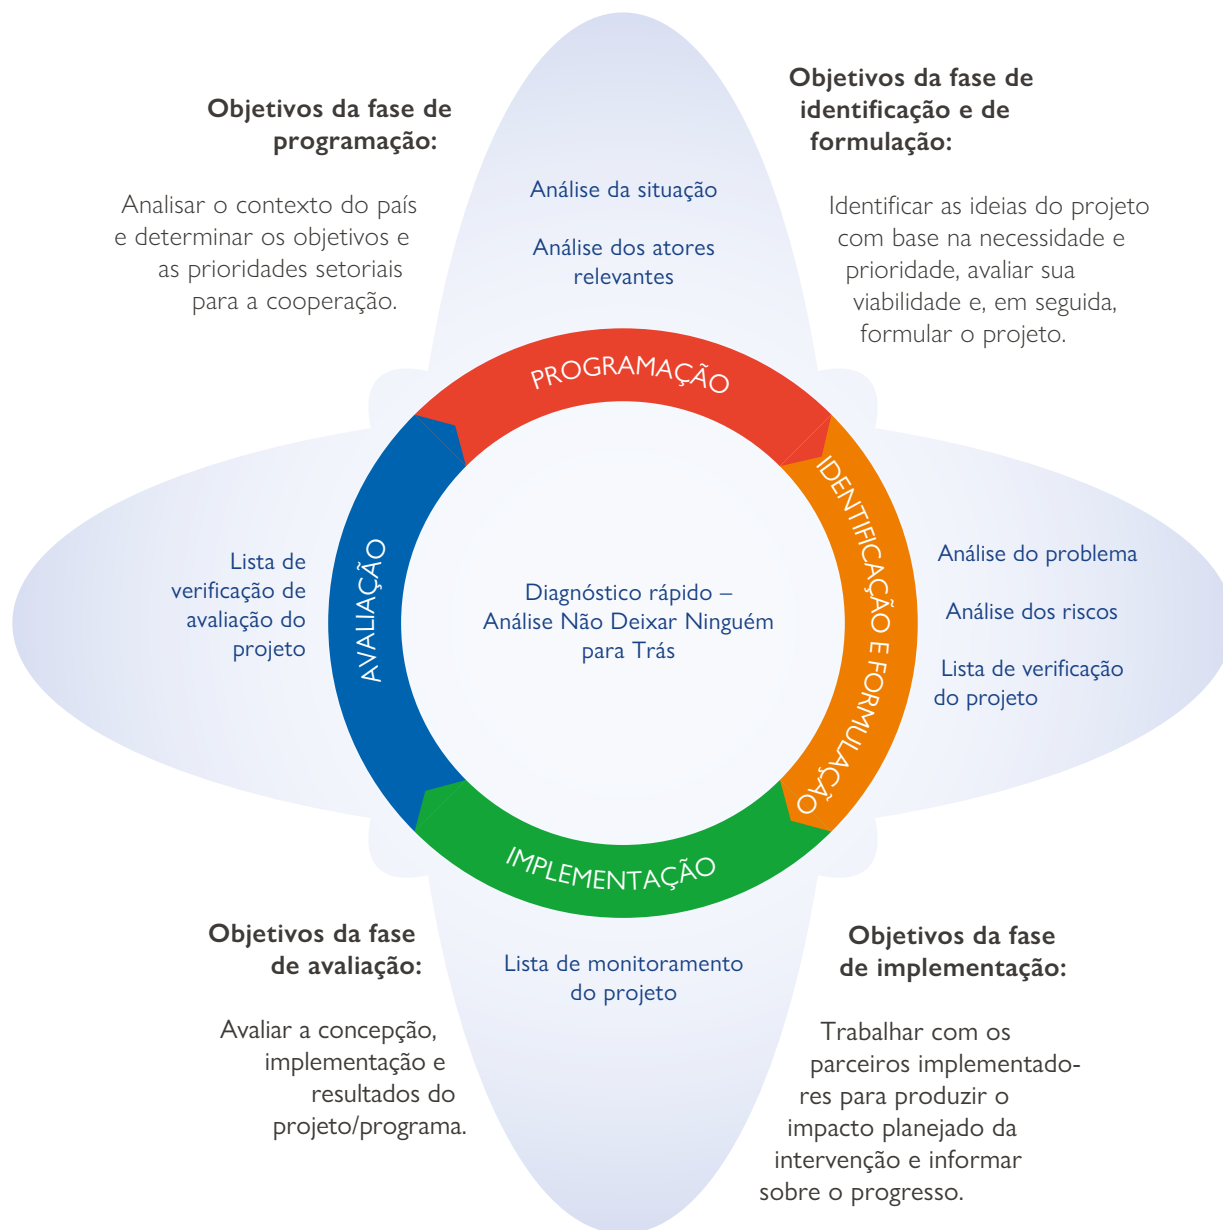 Objetivos da fase de
programação:
Analisar o contexto do país
e determinar os objetivos e
as prioridades setoriais
para a cooperação.
Análise da situação
Análise dos atores
relevantes
Objetivos da fase de
identificação e de
formulação:
Identificar as ideias do projeto
com base na necessidade e
prioridade, avaliar sua
viabilidade e, em seguida,
formular o projeto.
PROGRAMAÇÃO
IDENTIFICAÇÃO E FORMULAÇÃO
Análise do problema
Análise dos riscos
Lista de verificação
do projeto
Diagnóstico rápido –
Análise Não Deixar Ninguém
para Trás
AVALIAÇÃO
Lista de
verificação de
avaliação do
projeto
IMPLEMENTAÇÃO
Objetivos da fase
de avaliação:
Avaliar a concepção,
implementação e
resultados do
projeto/programa.
Lista de monitoramento
do projeto
Objetivos da fase
de implementação:
Trabalhar com os
parceiros implementado-
res para produzir o
impacto planejado da
intervenção e informar
sobre o progresso.